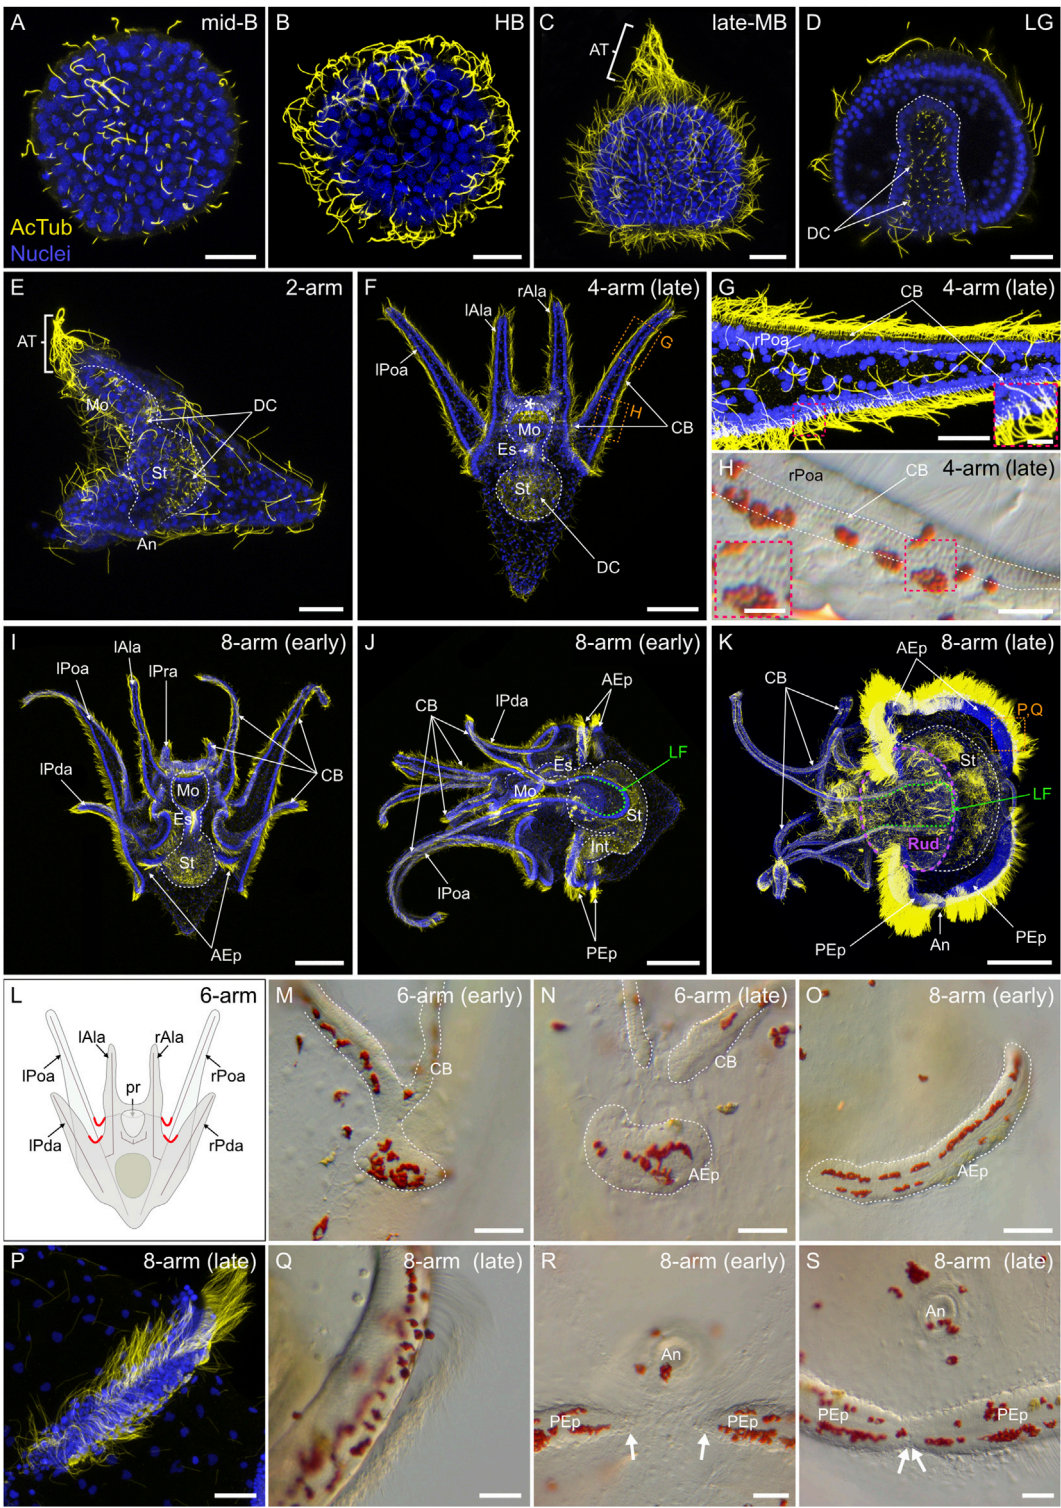 A mid-B
AcTub
Nuclei
B HB
C late-MB
AT
D LG
DC
E 2-arm
AT
Mo
DC
St
An
F 4-arm (late)
rAla
lAla
lPoa
G
H
Mo
CB
Es
St
DC
G 4-arm (late)
CB
rPoa
H 4-arm (late)
CB
rPoa
I 8-arm (early)
lAla
lPoa
lPra
lPda
CB
Mo
Es
St
AEp
J 8-arm (early)
AEp
lPda
CB
Es
LF
Mo
St
Int
lPoa
PEp
K 8-arm (late)
AEp
CB
P,Q
St
LF
Rud
PEp
An
PEp
L 6-arm
lAla
rAla
lPoa
rPoa
pr
lPda
rPda
M 6-arm (early)
CB
N 6-arm (late)
CB
AEp
O 8-arm (early)
AEp
P 8-arm (late)
Q 8-arm (late)
R 8-arm (early)
An
PEp
PEp
S 8-arm (late)
An
PEp
PEp